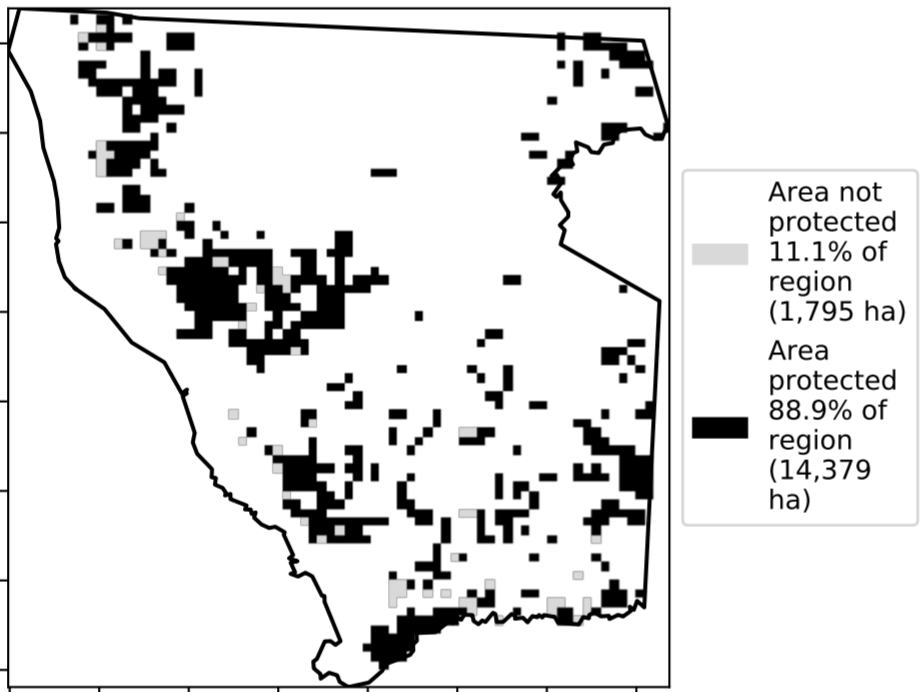 Area not
protected
11.1% of
region
(1,795 ha)
Area
protected
88.9% of
region
(14,379
ha)